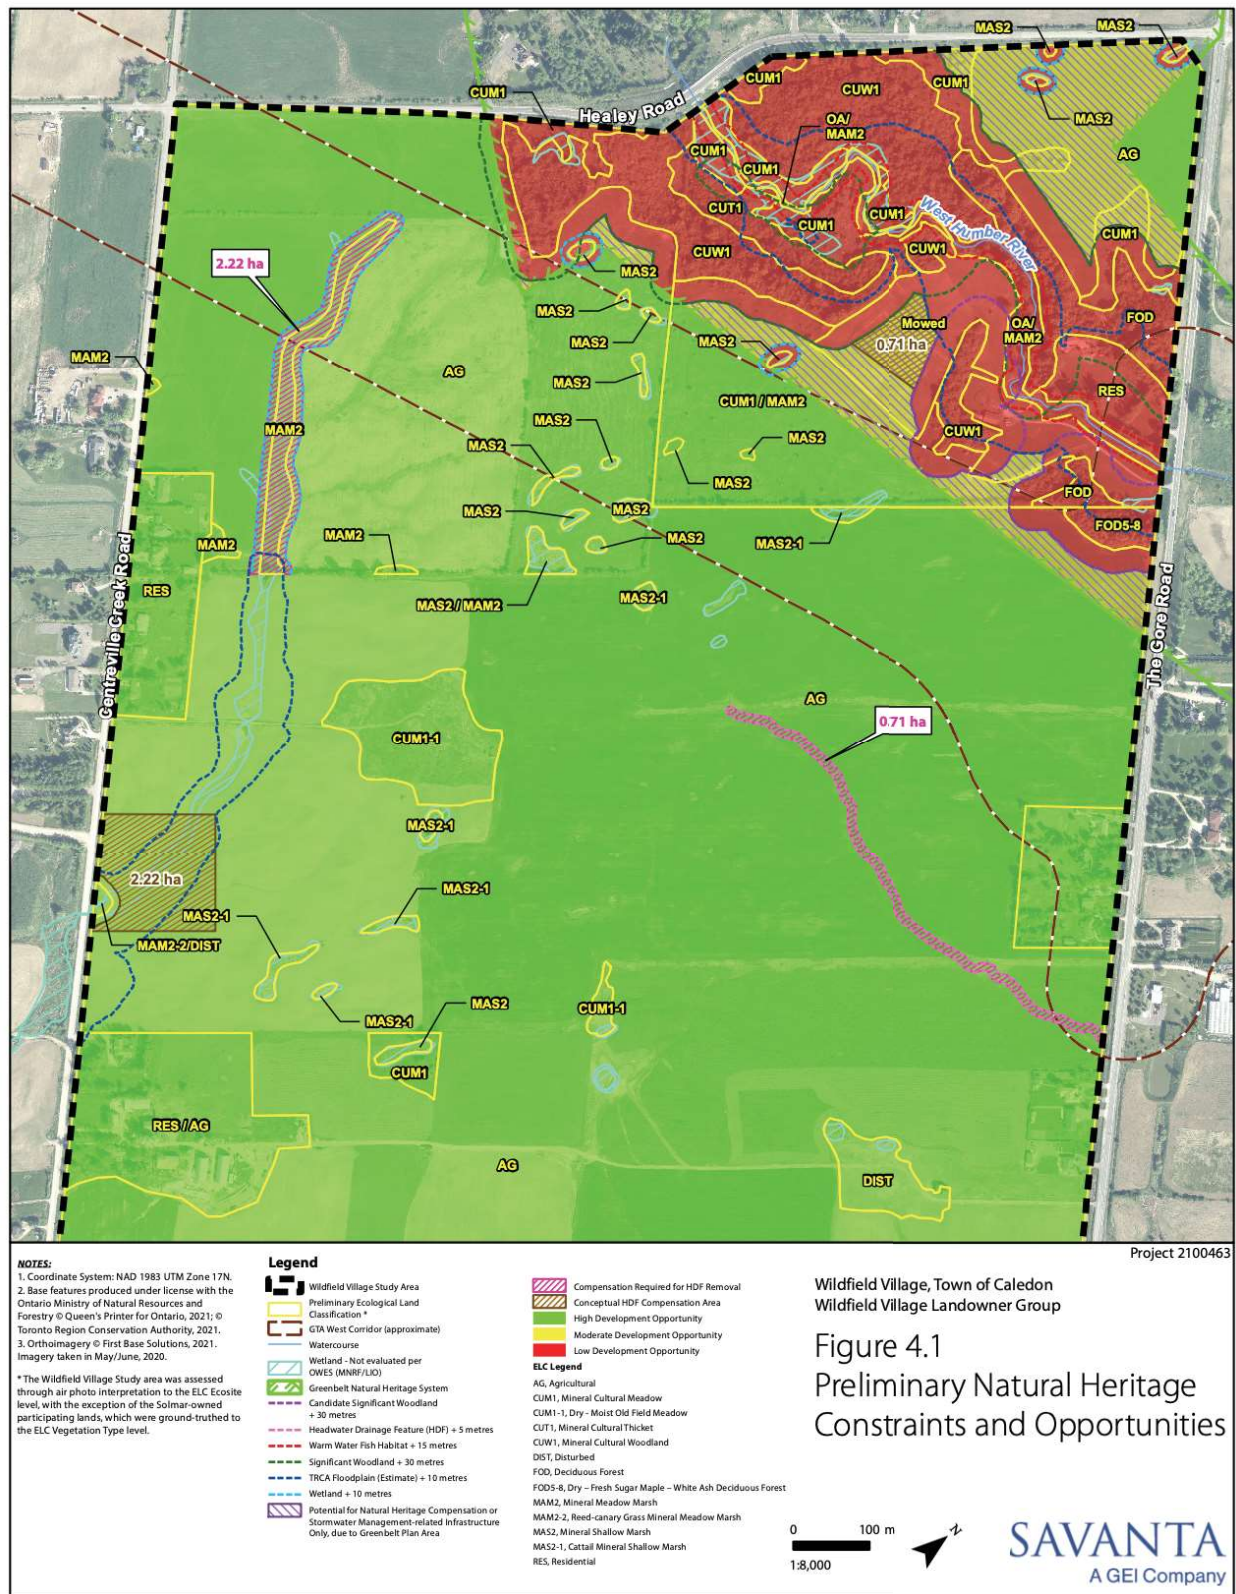 MAS2
MAS2
CUM1
CUM1
CUW1
CUM1
Healey Road
OA/
MAM2
MAS2
CUM1
CUM1
AG
CUT1
CUM1
CUM1
West Humber River
CUM1
2.22 ha
CUW1
CUW1
MAS2
MAS2
Mowed
OA/
MAM2
FOD
MAS2
MAS2
0.71 ha
MAM2
AG
MAS2
CUM1 / MAM2
RES
MAM2
MAS2
MAS2
MAS2
CUW1
MAS2
FOD
MAS2
MAS2
FOD5-8
MAM2
MAM2
MAS2
MAS2-1
RES
MAS2 / MAM2
MAS2-1
Centreville Creek Road
The Gore Road
AG
0.71 ha
CUM1-1
MAS2-1
2.22 ha
MAS2-1
MAS2-1
MAM2-2/DIST
MAS2
MAS2-1
CUM1-1
CUM1
RES / AG
AG
DIST
Project 2100463
NOTES:
1. Coordinate System: NAD 1983 UTM Zone 17N.
2. Base features produced under license with the
Ontario Ministry of Natural Resources and
Forestry © Queen's Printer for Ontario, 2021; ©
Toronto Region Conservation Authority, 2021.
3. Orthoimagery © First Base Solutions, 2021.
Imagery taken in May/June, 2020.
* The Wildfield Village Study area was assessed
through air photo interpretation to the ELC Ecosite
level, with the exception of the Solmar-owned
participating lands, which were ground-truthed to
the ELC Vegetation Type level.
Legend
Wildfield Village Study Area
Preliminary Ecological Land
Classification *
GTA West Corridor (approximate)
Watercourse
Wetland - Not evaluated per
OWES (MNRF/LIO)
Greenbelt Natural Heritage System
Candidate Significant Woodland
+ 30 metres
Headwater Drainage Feature (HDF) + 5 metres
Warm Water Fish Habitat + 15 metres
Significant Woodland + 30 metres
TRCA Floodplain (Estimate) + 10 metres
Wetland + 10 metres
Potential for Natural Heritage Compensation or
Stormwater Management-related Infrastructure
Only, due to Greenbelt Plan Area
Compensation Required for HDF Removal
Conceptual HDF Compensation Area
High Development Opportunity
Moderate Development Opportunity
Low Development Opportunity
ELC Legend
AG, Agricultural
CUM1, Mineral Cultural Meadow
CUM1-1, Dry - Moist Old Field Meadow
CUT1, Mineral Cultural Thicket
CUW1, Mineral Cultural Woodland
DIST, Disturbed
FOD, Deciduous Forest
FOD5-8, Dry – Fresh Sugar Maple – White Ash Deciduous Forest
MAM2, Mineral Meadow Marsh
MAM2-2, Reed-canary Grass Mineral Meadow Marsh
MAS2, Mineral Shallow Marsh
MAS2-1, Cattail Mineral Shallow Marsh
RES, Residential
Wildfield Village, Town of Caledon
Wildfield Village Landowner Group
Figure 4.1
Preliminary Natural Heritage
Constraints and Opportunities
0 100 m
1:8,000
N
SAVANTA
A GEI Company